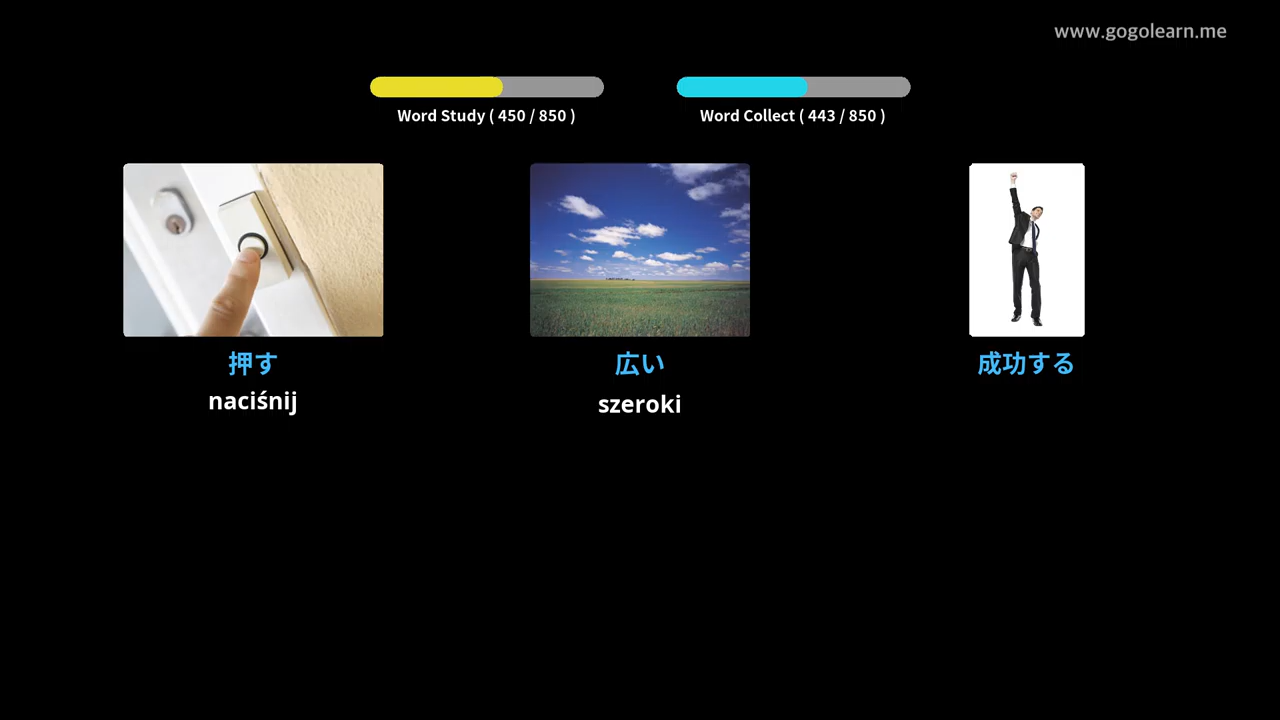 www.gogolearn.me
Word Study ( 450 / 850 )
Word Collect ( 443 / 850 )
押す
広い
成功する
naciśnij
szeroki